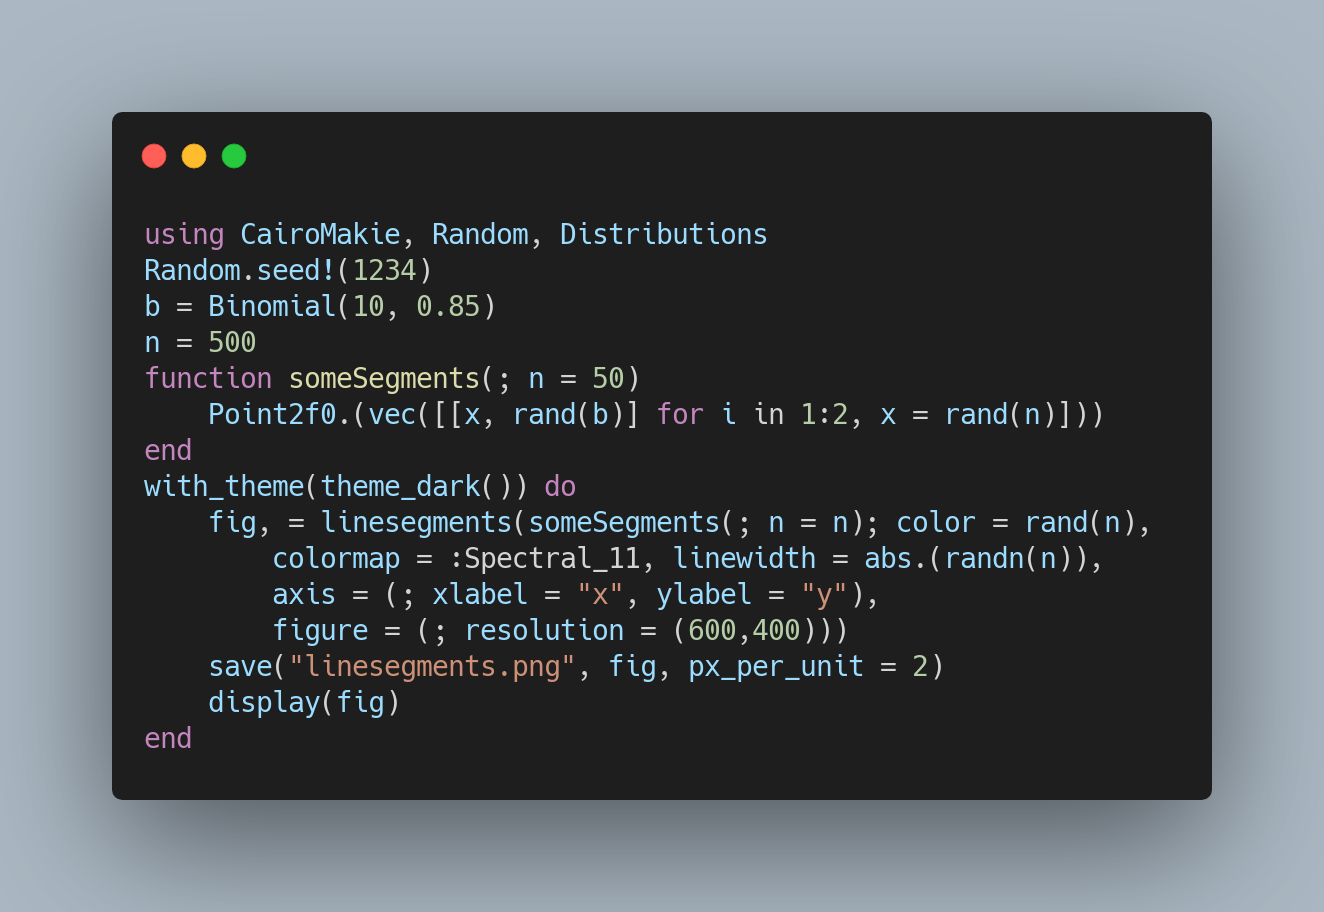 using CairoMakie, Random, Distributions
Random.seed!(1234)
b = Binomial(10, 0.85)
n = 500
function someSegments(; n = 50)
    Point2f0.(vec([[x, rand(b)] for i in 1:2, x = rand(n)]))
end
with_theme(theme_dark()) do
    fig, = linesegments(someSegments(; n = n); color = rand(n),
        colormap = :Spectral_11, linewidth = abs.(randn(n)),
        axis = (; xlabel = "x", ylabel = "y"),
        figure = (; resolution = (600,400)))
    save("linesegments.png", fig, px_per_unit = 2)
    display(fig)
end